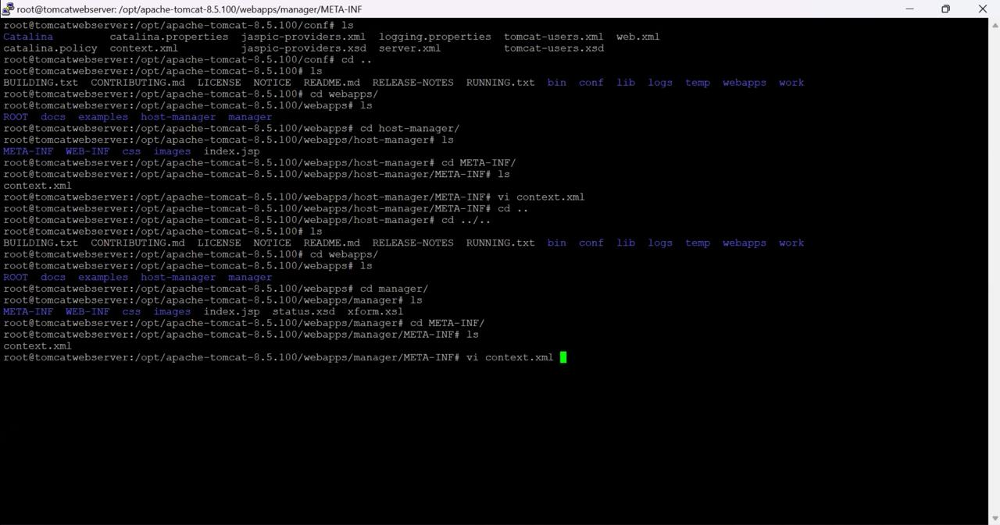 root@tomcatwebserver: /opt/apache-tomcat-8.5.100/webapps/manager/META-INF
root@tomcatwebserver:/opt/apache-tomcat-8.5.100/conf# ls
Catalina         catalina.properties  jaspic-providers.xml  logging.properties  tomcat-users.xml  web.xml
catalina.policy  context.xml          jaspic-providers.xsd  server.xml          tomcat-users.xsd
root@tomcatwebserver:/opt/apache-tomcat-8.5.100/conf# cd ..
root@tomcatwebserver:/opt/apache-tomcat-8.5.100# ls
BUILDING.txt  CONTRIBUTING.md  LICENSE  NOTICE  README.md  RELEASE-NOTES  RUNNING.txt  bin  conf  lib  logs  temp  webapps  work
root@tomcatwebserver:/opt/apache-tomcat-8.5.100# cd webapps/
root@tomcatwebserver:/opt/apache-tomcat-8.5.100/webapps# ls
ROOT  docs  examples  host-manager  manager
root@tomcatwebserver:/opt/apache-tomcat-8.5.100/webapps# cd host-manager/
root@tomcatwebserver:/opt/apache-tomcat-8.5.100/webapps/host-manager# ls
META-INF  WEB-INF  css  images  index.jsp
root@tomcatwebserver:/opt/apache-tomcat-8.5.100/webapps/host-manager# cd META-INF/
root@tomcatwebserver:/opt/apache-tomcat-8.5.100/webapps/host-manager/META-INF# ls
context.xml
root@tomcatwebserver:/opt/apache-tomcat-8.5.100/webapps/host-manager/META-INF# vi context.xml
root@tomcatwebserver:/opt/apache-tomcat-8.5.100/webapps/host-manager/META-INF# cd ..
root@tomcatwebserver:/opt/apache-tomcat-8.5.100/webapps/host-manager# cd ../..
root@tomcatwebserver:/opt/apache-tomcat-8.5.100# ls
BUILDING.txt  CONTRIBUTING.md  LICENSE  NOTICE  README.md  RELEASE-NOTES  RUNNING.txt  bin  conf  lib  logs  temp  webapps  work
root@tomcatwebserver:/opt/apache-tomcat-8.5.100# cd webapps/
root@tomcatwebserver:/opt/apache-tomcat-8.5.100/webapps# ls
ROOT  docs  examples  host-manager  manager
root@tomcatwebserver:/opt/apache-tomcat-8.5.100/webapps# cd manager/
root@tomcatwebserver:/opt/apache-tomcat-8.5.100/webapps/manager# ls
META-INF  WEB-INF  css  images  index.jsp  status.xsd  xform.xsl
root@tomcatwebserver:/opt/apache-tomcat-8.5.100/webapps/manager# cd META-INF/
root@tomcatwebserver:/opt/apache-tomcat-8.5.100/webapps/manager/META-INF# ls
context.xml
root@tomcatwebserver:/opt/apache-tomcat-8.5.100/webapps/manager/META-INF# vi context.xml